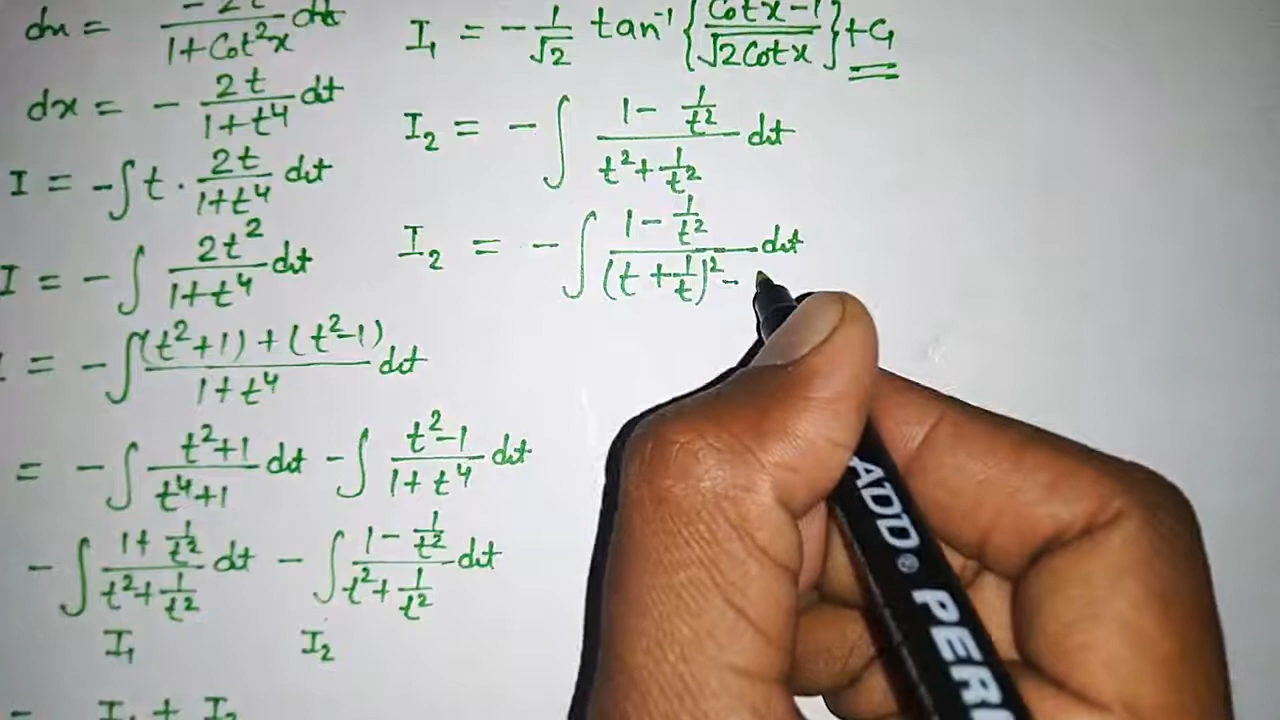 dx = -2t/1+Cot²x dt
dx = - 2t/1+t⁴ dt
I = -∫ t · 2t/1+t⁴ dt
I = -∫ 2t²/1+t⁴ dt
= -∫ (t²+1)+(t²-1)/1+t⁴ dt
= -∫ t²+1/t⁴+1 dt -∫ t²-1/1+t⁴ dt
-∫ 1+1/t²/t²+1/t² dt -∫ 1-1/t²/t²+1/t² dt
I₁ I₂
I₁ + I₂
I₁ = -1/√2 tan⁻¹{Cotx-1/√2Cotx}+C₁
I₂ = -∫ 1-1/t²/t²+1/t² dt
I₂ = -∫ 1-1/t²/(t+1/t)²- dt
ADD® PER